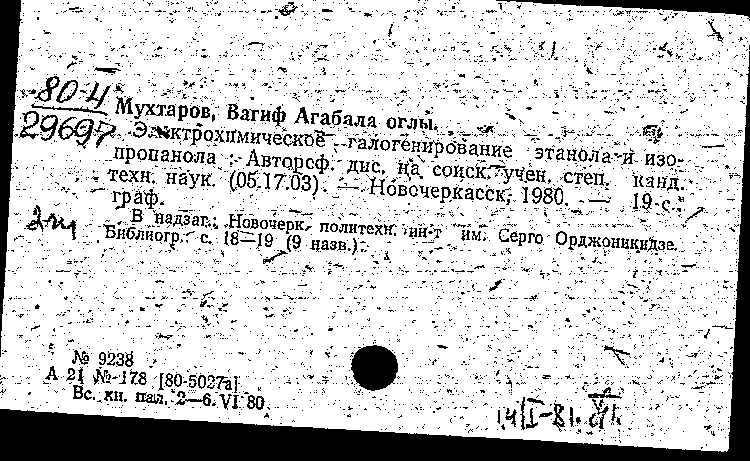 80-4
29697
Мухтаров, Вагиф Агабала оглы.
Электрохимическое галогенирование этанола и изо-
пропанола : Автореф. дис. на соиск. учен. степ. канд.
техн. наук. (05.17.03). — Новочеркасск, 1980. — 19 с.:
граф.
В надзаг.: Новочерк. политехн. ин-т им. Серго Орджоникидзе.
Библиогр.: с. 18—19 (9 назв.).
№ 9238
А 21 №-178 [80-5027а]
Вс. кн. пал. 2—6.VI 80